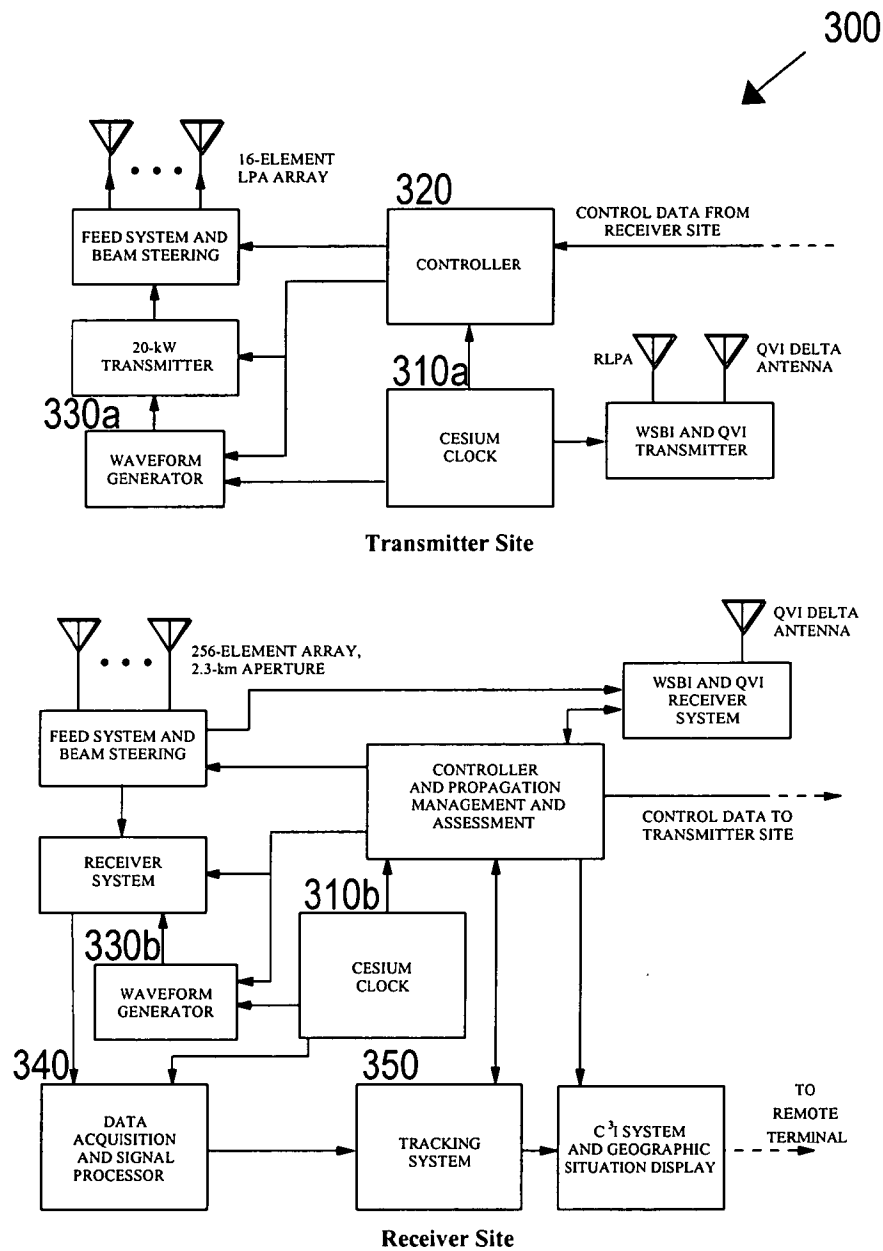 300
16-ELEMENT
LPA ARRAY
320
CONTROL DATA FROM
RECEIVER SITE
FEED SYSTEM AND
BEAM STEERING
CONTROLLER
20-kW
TRANSMITTER
310a
RLPA
QVI DELTA
ANTENNA
330a
WAVEFORM
GENERATOR
CESIUM
CLOCK
WSBI AND QVI
TRANSMITTER
Transmitter Site
256-ELEMENT ARRAY,
2.3-km APERTURE
QVI DELTA
ANTENNA
WSBI AND QVI
RECEIVER
SYSTEM
FEED SYSTEM AND
BEAM STEERING
CONTROLLER
AND PROPAGATION
MANAGEMENT AND
ASSESSMENT
CONTROL DATA TO
TRANSMITTER SITE
RECEIVER
SYSTEM
310b
330b
WAVEFORM
GENERATOR
CESIUM
CLOCK
340
350
DATA
ACQUISITION
AND SIGNAL
PROCESSOR
TRACKING
SYSTEM
C³I SYSTEM
AND GEOGRAPHIC
SITUATION DISPLAY
TO
REMOTE
TERMINAL
Receiver Site